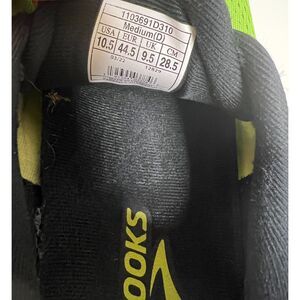 1103691D310
Medium(D)
USA EUR UK CM
10.5 44.5 9.5 28.5
OOKS